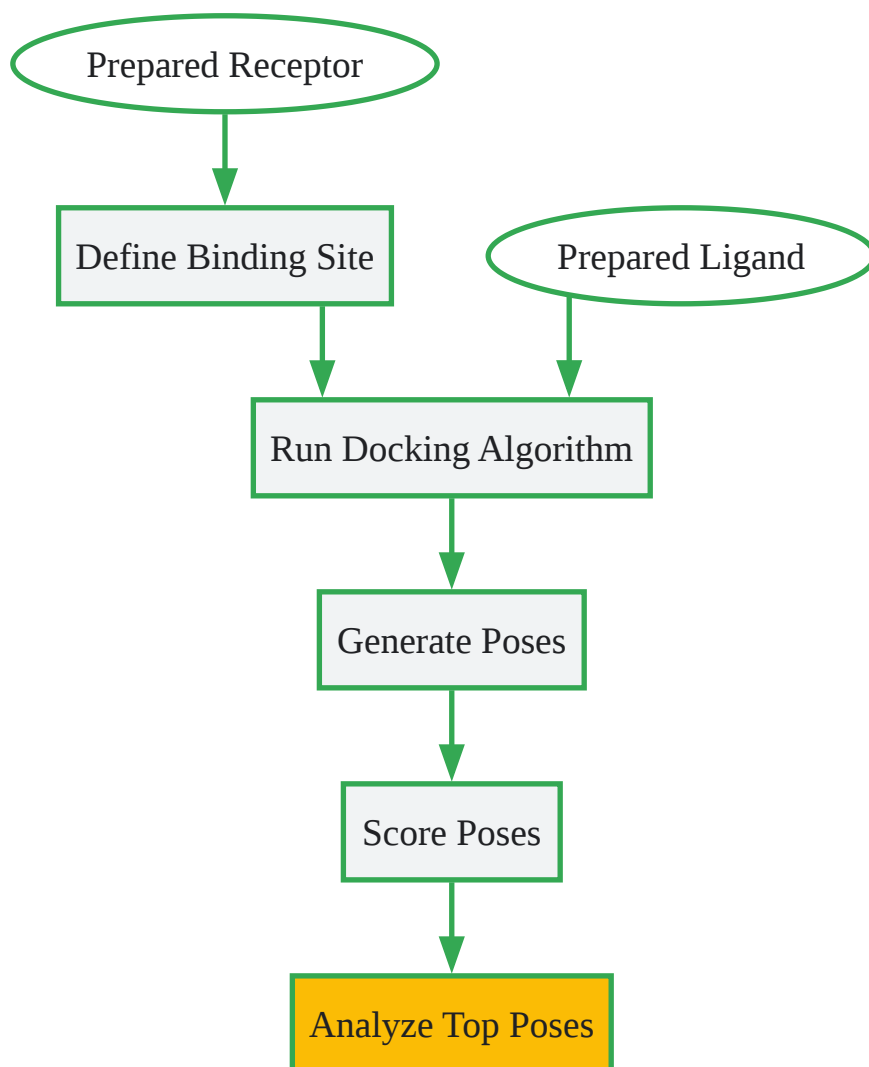 Prepared Receptor
Define Binding Site
Prepared Ligand
Run Docking Algorithm
Generate Poses
Score Poses
Analyze Top Poses